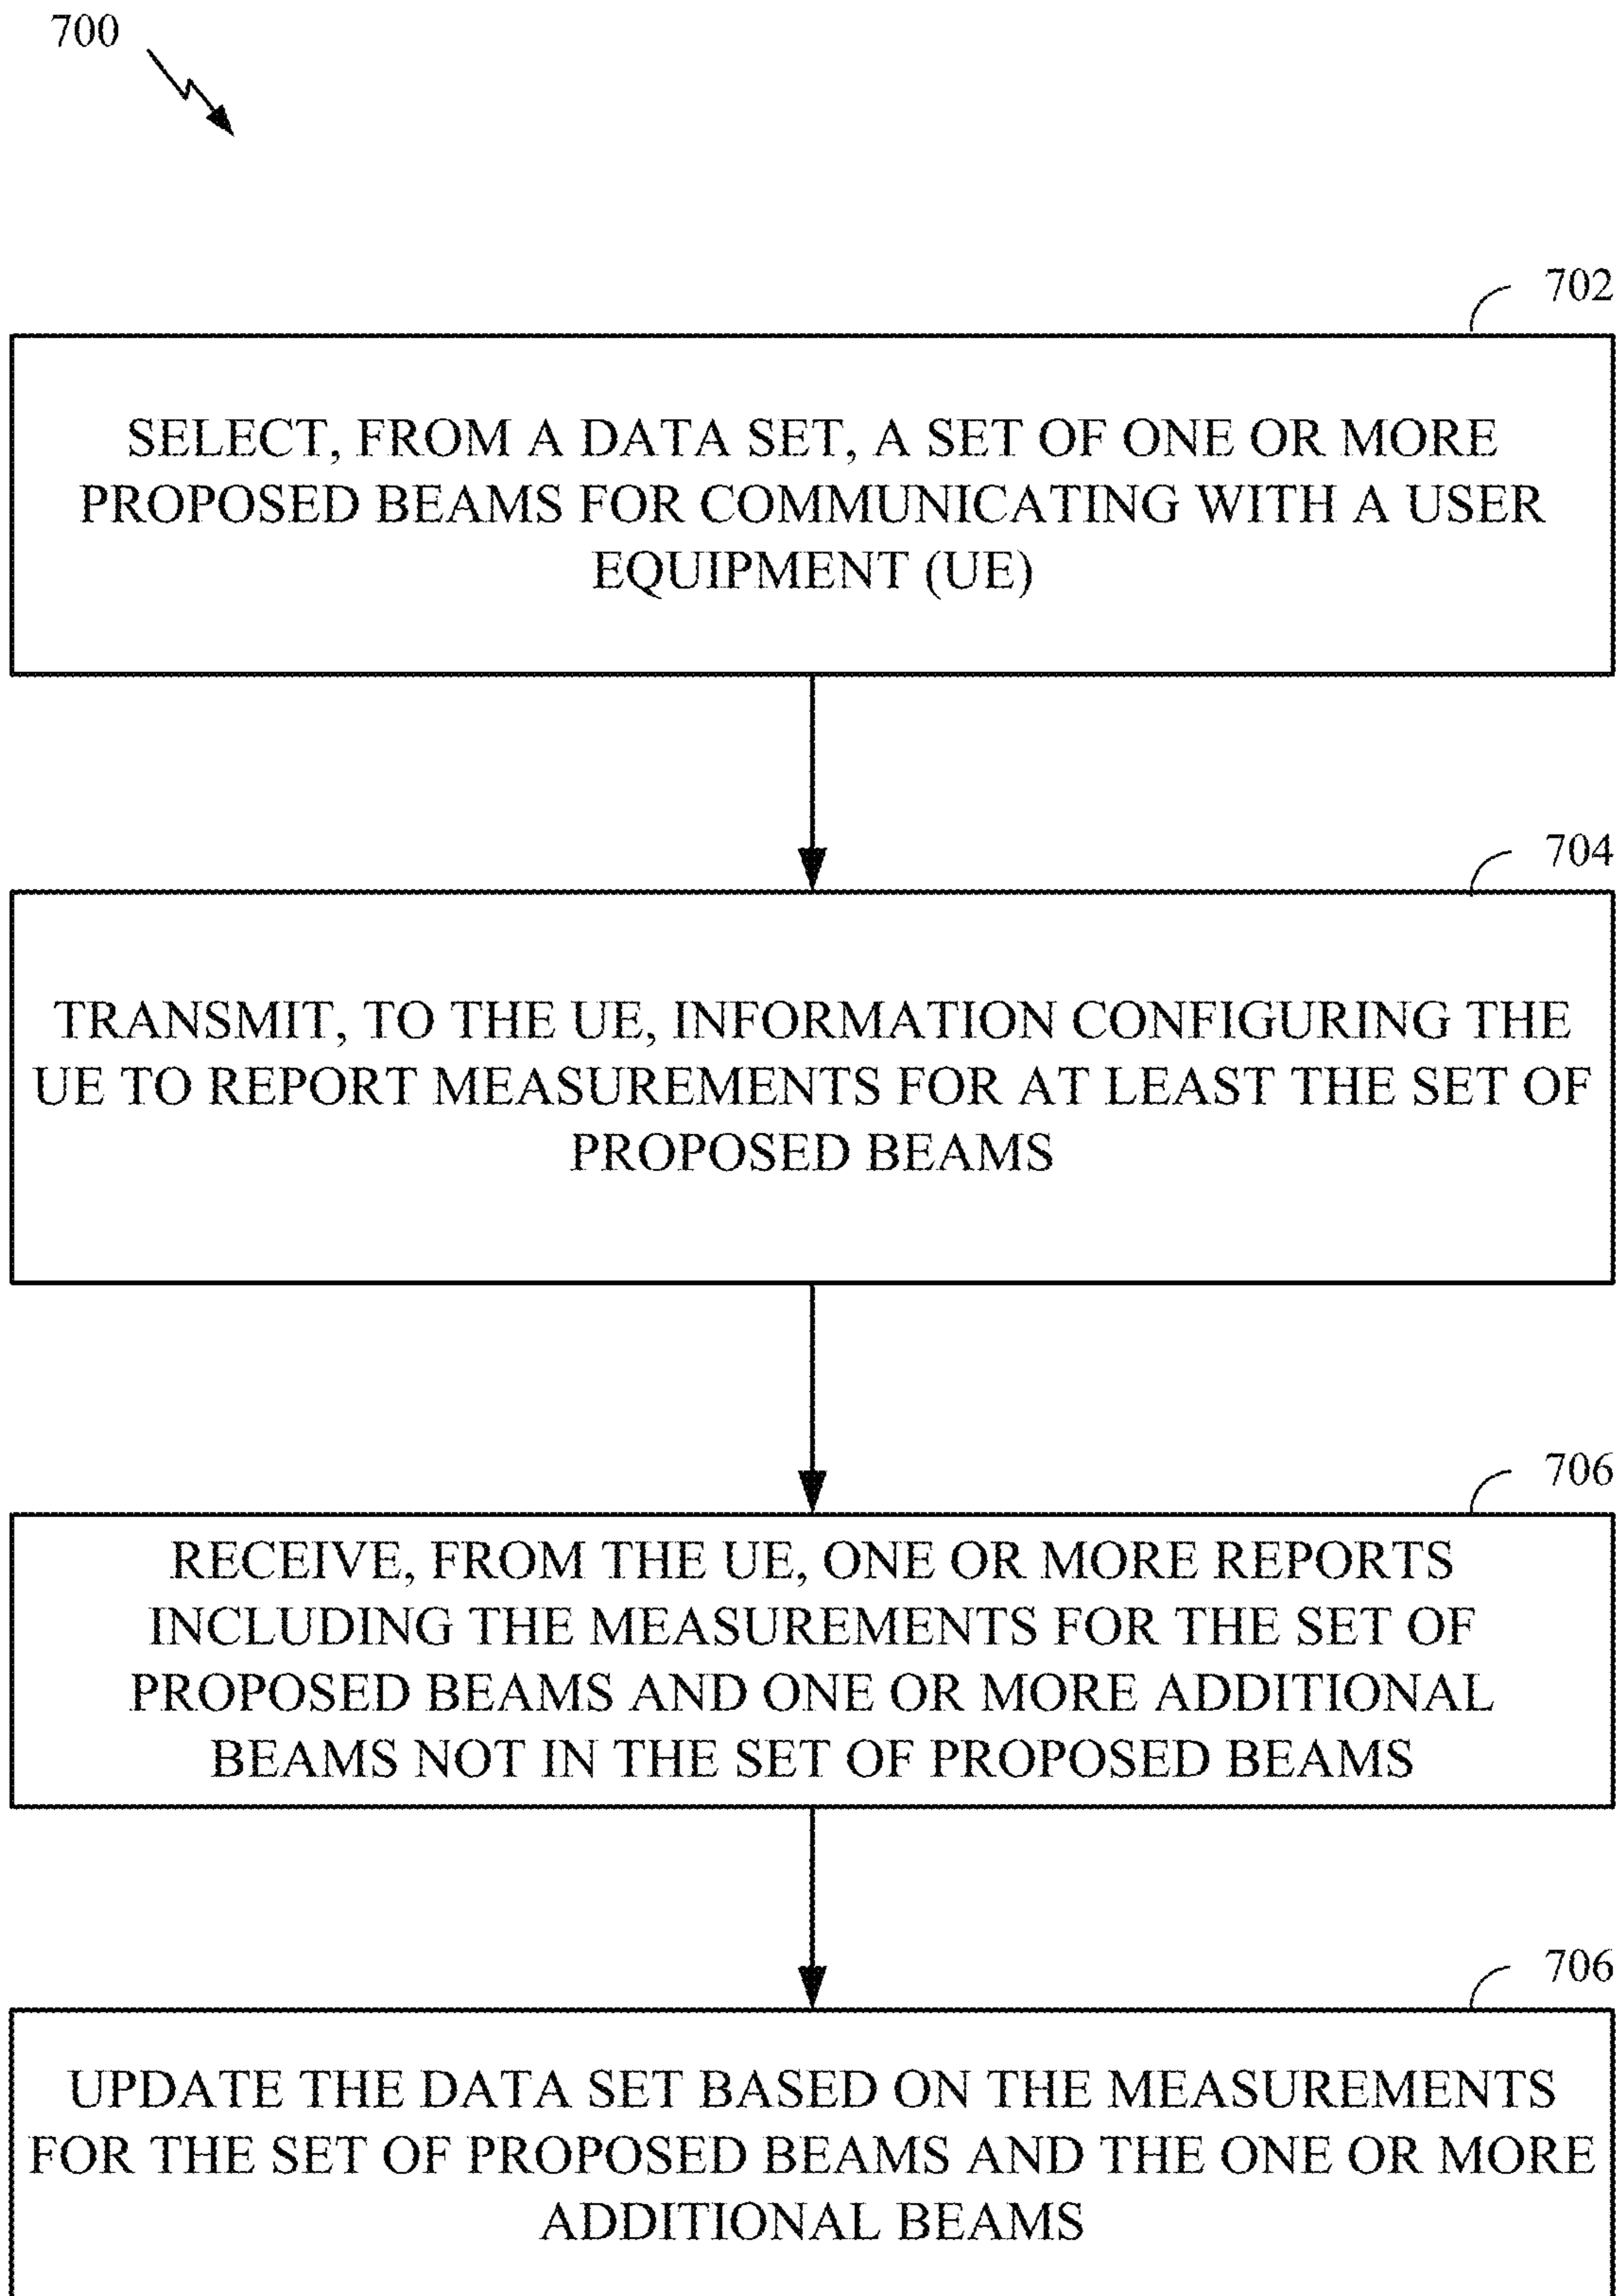 700
702
SELECT, FROM A DATA SET, A SET OF ONE OR MORE
PROPOSED BEAMS FOR COMMUNICATING WITH A USER
EQUIPMENT (UE)
704
TRANSMIT, TO THE UE, INFORMATION CONFIGURING THE
UE TO REPORT MEASUREMENTS FOR AT LEAST THE SET OF
PROPOSED BEAMS
706
RECEIVE, FROM THE UE, ONE OR MORE REPORTS
INCLUDING THE MEASUREMENTS FOR THE SET OF
PROPOSED BEAMS AND ONE OR MORE ADDITIONAL
BEAMS NOT IN THE SET OF PROPOSED BEAMS
706
UPDATE THE DATA SET BASED ON THE MEASUREMENTS
FOR THE SET OF PROPOSED BEAMS AND THE ONE OR MORE
ADDITIONAL BEAMS